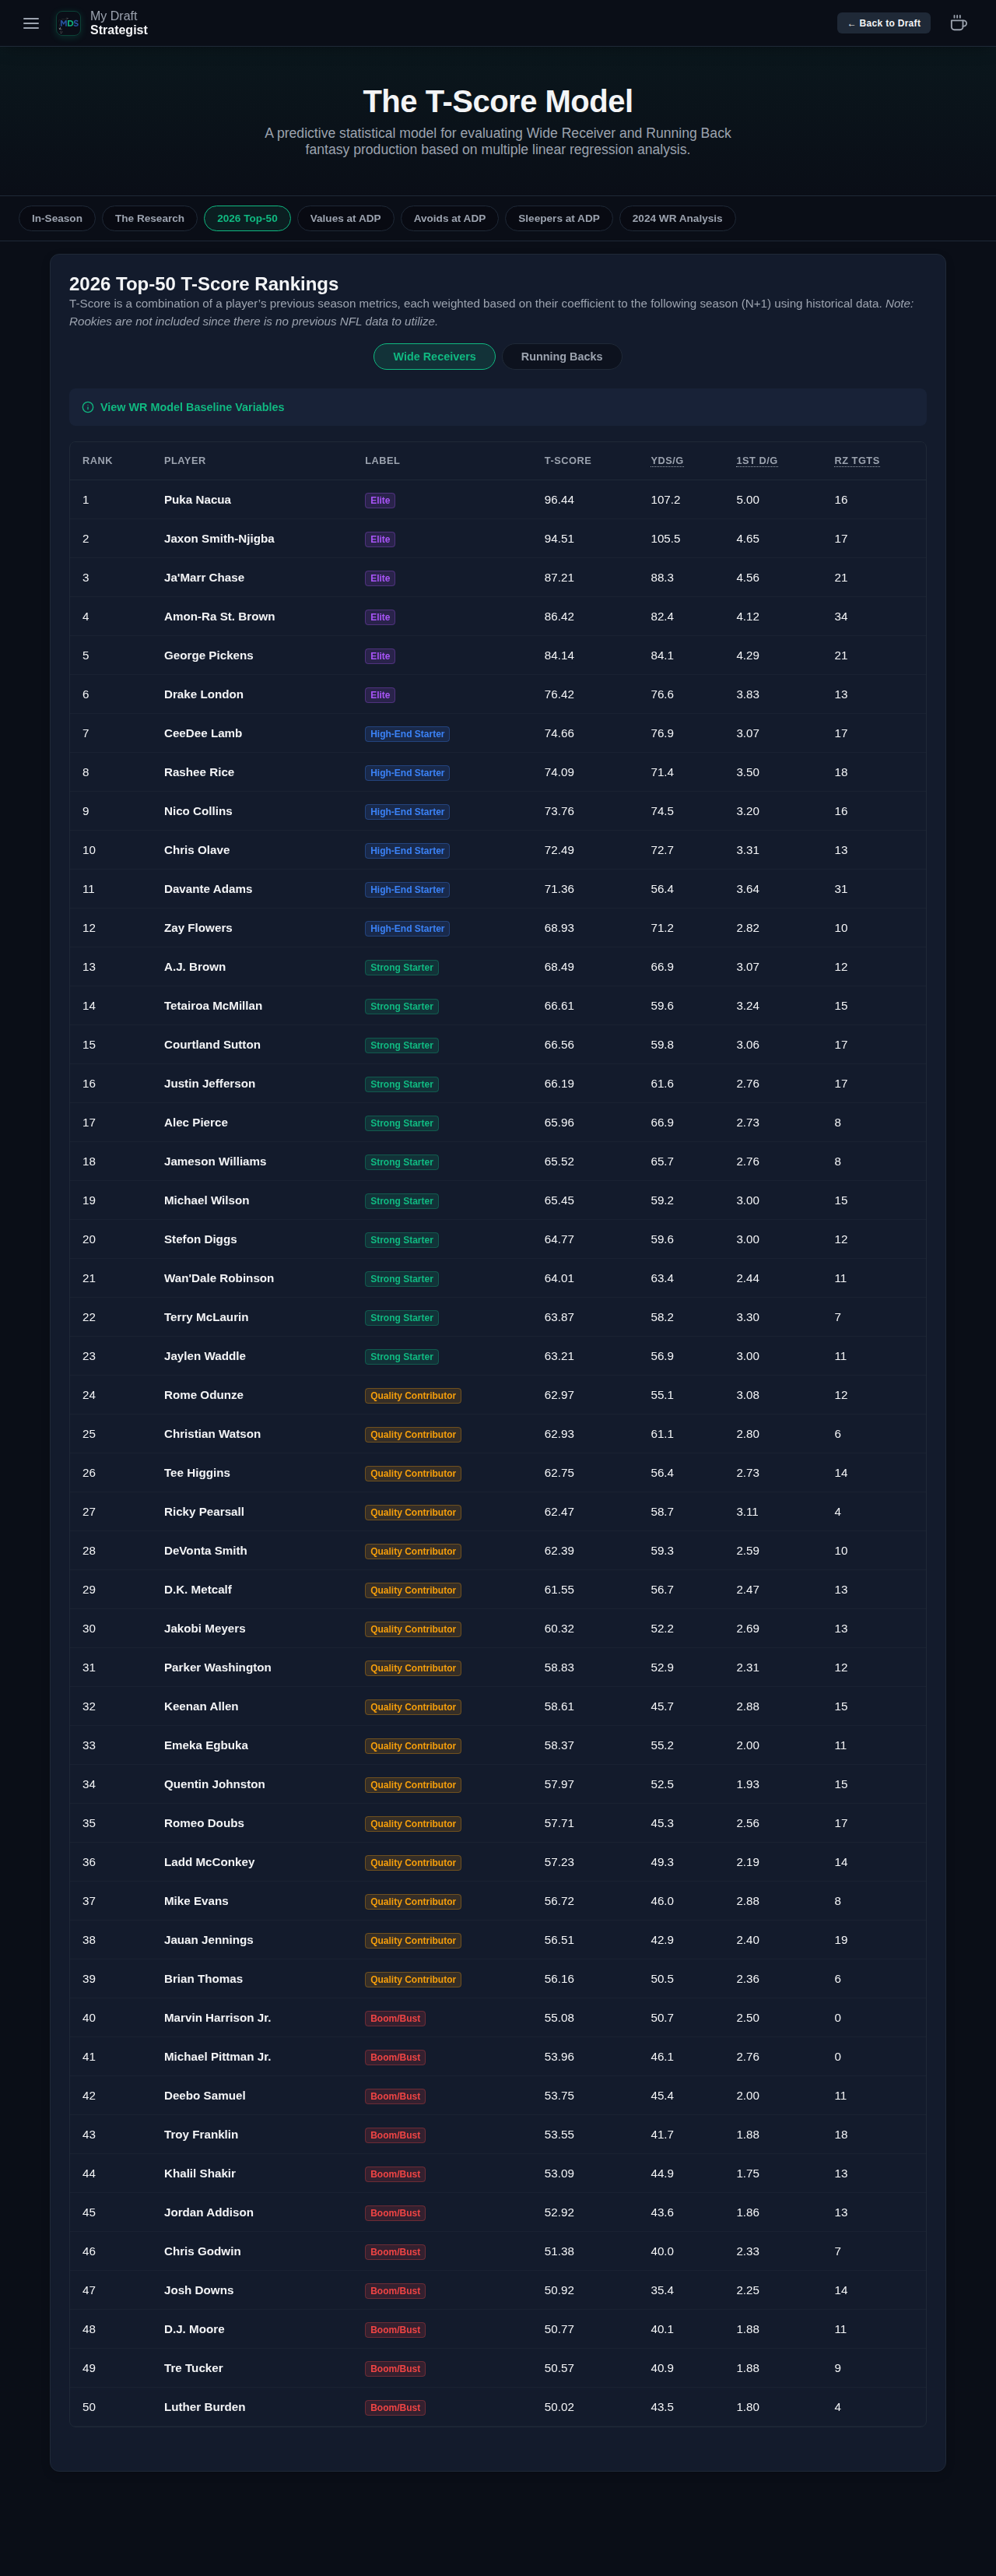 MDS
My Draft
Strategist
← Back to Draft
The T-Score Model
A predictive statistical model for evaluating Wide Receiver and Running Back
fantasy production based on multiple linear regression analysis.
In-Season The Research 2026 Top-50 Values at ADP Avoids at ADP Sleepers at ADP 2024 WR Analysis
2026 Top-50 T-Score Rankings
T-Score is a combination of a player's previous season metrics, each weighted based on their coefficient to the following season (N+1) using historical data. Note:
Rookies are not included since there is no previous NFL data to utilize.
Wide Receivers Running Backs
View WR Model Baseline Variables
RANK PLAYER LABEL T-SCORE YDS/G 1ST D/G RZ TGTS
1 Puka Nacua Elite 96.44 107.2 5.00 16
2 Jaxon Smith-Njigba Elite 94.51 105.5 4.65 17
3 Ja'Marr Chase Elite 87.21 88.3 4.56 21
4 Amon-Ra St. Brown Elite 86.42 82.4 4.12 34
5 George Pickens Elite 84.14 84.1 4.29 21
6 Drake London Elite 76.42 76.6 3.83 13
7 CeeDee Lamb High-End Starter 74.66 76.9 3.07 17
8 Rashee Rice High-End Starter 74.09 71.4 3.50 18
9 Nico Collins High-End Starter 73.76 74.5 3.20 16
10 Chris Olave High-End Starter 72.49 72.7 3.31 13
11 Davante Adams High-End Starter 71.36 56.4 3.64 31
12 Zay Flowers High-End Starter 68.93 71.2 2.82 10
13 A.J. Brown Strong Starter 68.49 66.9 3.07 12
14 Tetairoa McMillan Strong Starter 66.61 59.6 3.24 15
15 Courtland Sutton Strong Starter 66.56 59.8 3.06 17
16 Justin Jefferson Strong Starter 66.19 61.6 2.76 17
17 Alec Pierce Strong Starter 65.96 66.9 2.73 8
18 Jameson Williams Strong Starter 65.52 65.7 2.76 8
19 Michael Wilson Strong Starter 65.45 59.2 3.00 15
20 Stefon Diggs Strong Starter 64.77 59.6 3.00 12
21 Wan'Dale Robinson Strong Starter 64.01 63.4 2.44 11
22 Terry McLaurin Strong Starter 63.87 58.2 3.30 7
23 Jaylen Waddle Strong Starter 63.21 56.9 3.00 11
24 Rome Odunze Quality Contributor 62.97 55.1 3.08 12
25 Christian Watson Quality Contributor 62.93 61.1 2.80 6
26 Tee Higgins Quality Contributor 62.75 56.4 2.73 14
27 Ricky Pearsall Quality Contributor 62.47 58.7 3.11 4
28 DeVonta Smith Quality Contributor 62.39 59.3 2.59 10
29 D.K. Metcalf Quality Contributor 61.55 56.7 2.47 13
30 Jakobi Meyers Quality Contributor 60.32 52.2 2.69 13
31 Parker Washington Quality Contributor 58.83 52.9 2.31 12
32 Keenan Allen Quality Contributor 58.61 45.7 2.88 15
33 Emeka Egbuka Quality Contributor 58.37 55.2 2.00 11
34 Quentin Johnston Quality Contributor 57.97 52.5 1.93 15
35 Romeo Doubs Quality Contributor 57.71 45.3 2.56 17
36 Ladd McConkey Quality Contributor 57.23 49.3 2.19 14
37 Mike Evans Quality Contributor 56.72 46.0 2.88 8
38 Jauan Jennings Quality Contributor 56.51 42.9 2.40 19
39 Brian Thomas Quality Contributor 56.16 50.5 2.36 6
40 Marvin Harrison Jr. Boom/Bust 55.08 50.7 2.50 0
41 Michael Pittman Jr. Boom/Bust 53.96 46.1 2.76 0
42 Deebo Samuel Boom/Bust 53.75 45.4 2.00 11
43 Troy Franklin Boom/Bust 53.55 41.7 1.88 18
44 Khalil Shakir Boom/Bust 53.09 44.9 1.75 13
45 Jordan Addison Boom/Bust 52.92 43.6 1.86 13
46 Chris Godwin Boom/Bust 51.38 40.0 2.33 7
47 Josh Downs Boom/Bust 50.92 35.4 2.25 14
48 D.J. Moore Boom/Bust 50.77 40.1 1.88 11
49 Tre Tucker Boom/Bust 50.57 40.9 1.88 9
50 Luther Burden Boom/Bust 50.02 43.5 1.80 4